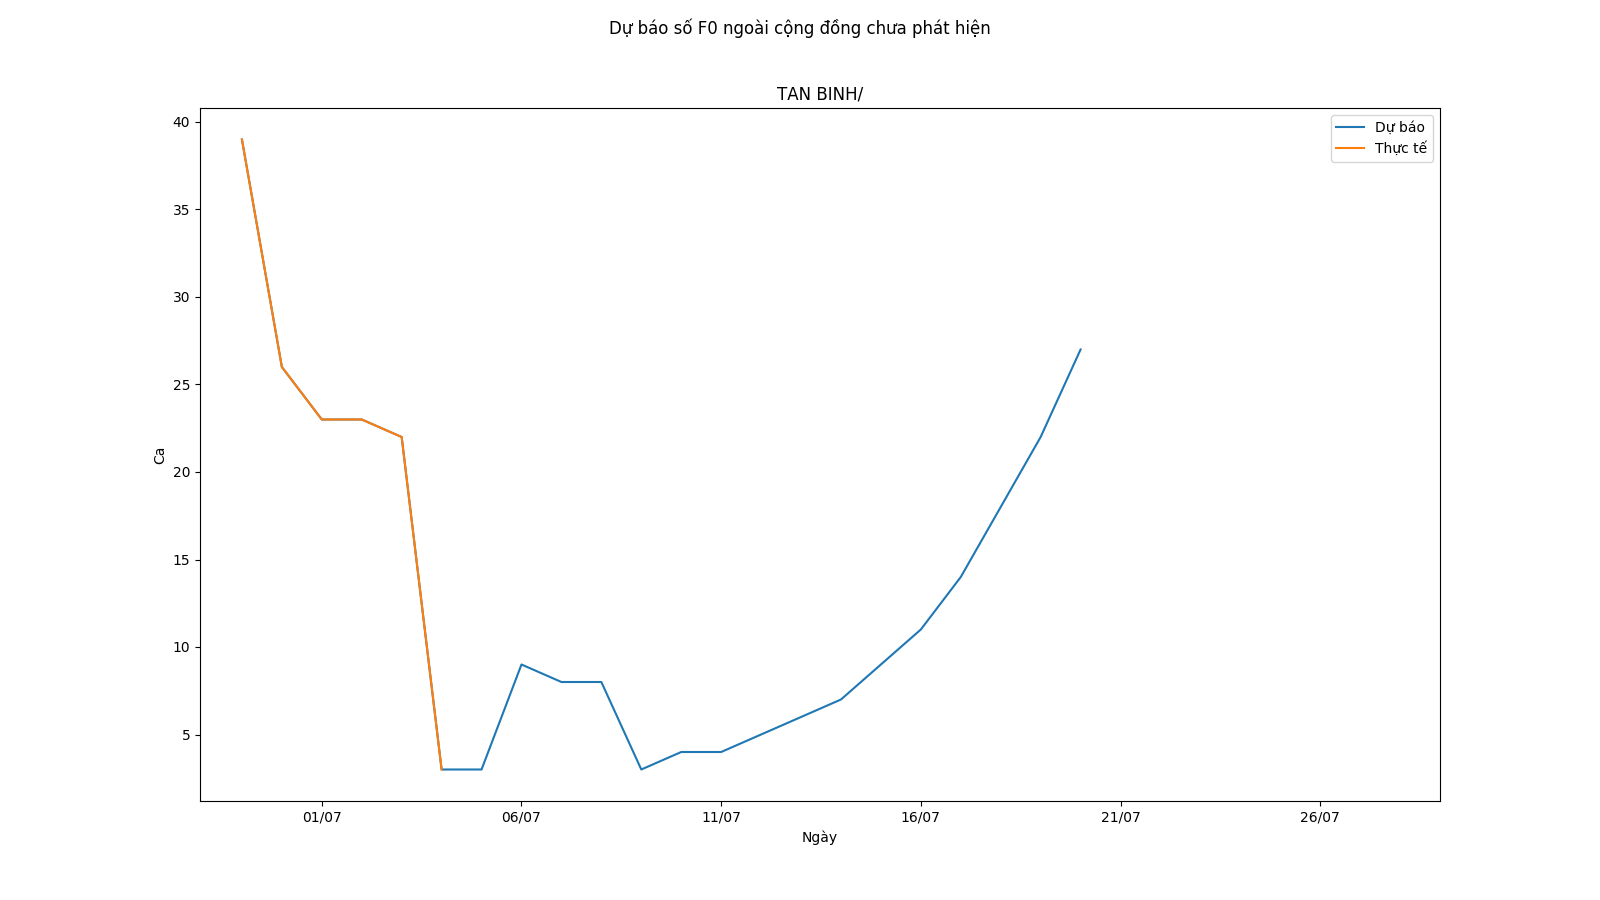 Dự báo số F0 ngoài cộng đồng chưa phát hiện
TAN BINH/
40
35
30
25
20
15
10
5
Ca
Dự báo
Thực tế
01/07
06/07
11/07
16/07
21/07
26/07
Ngày